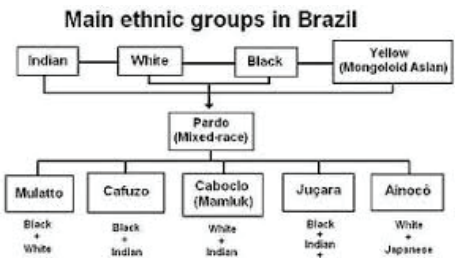 Main ethnic groups in Brazil
Indian
White
Black
Yellow
(Mongoloid Asian)
Pardo
(Mixed-race)
Mulatto
Cafuzo
Caboclo
(Mamluk)
Juçara
Ainocô
Black
+
White
Black
+
Indian
White
+
Indian
Black
+
Indian
+
White
+
Japanese